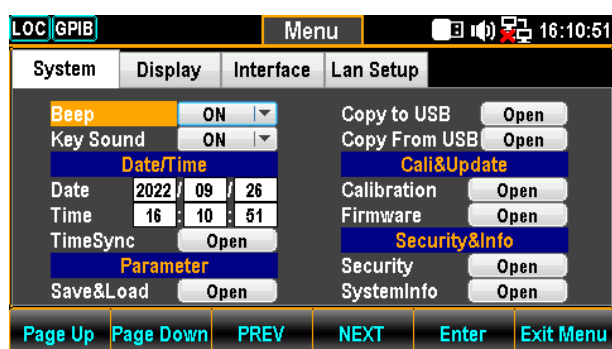 LOC GPIB Menu 16:10:51
System Display Interface Lan Setup
Beep ON
Key Sound ON
Date/Time
Date 2022 / 09 / 26
Time 16 : 10 : 51
TimeSync Open
Parameter
Save&Load Open
Copy to USB Open
Copy From USB Open
Cali&Update
Calibration Open
Firmware Open
Security&Info
Security Open
SystemInfo Open
Page Up Page Down PREV NEXT Enter Exit Menu